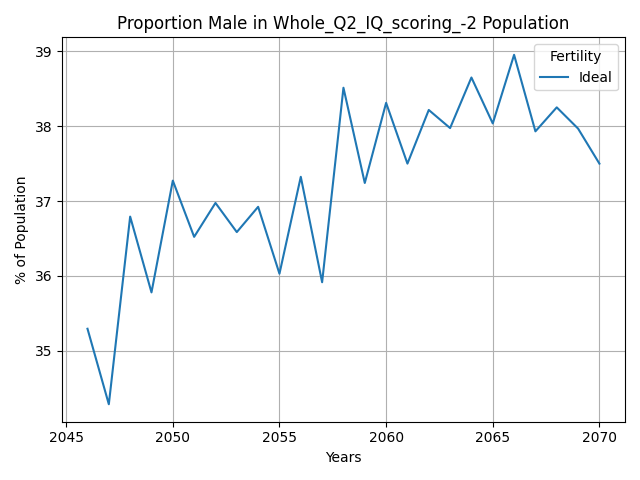 Proportion Male in Whole_Q2_IQ_scoring_-2 Population
Fertility
Ideal
% of Population
39
38
37
36
35
2045
2050
2055
2060
2065
2070
Years